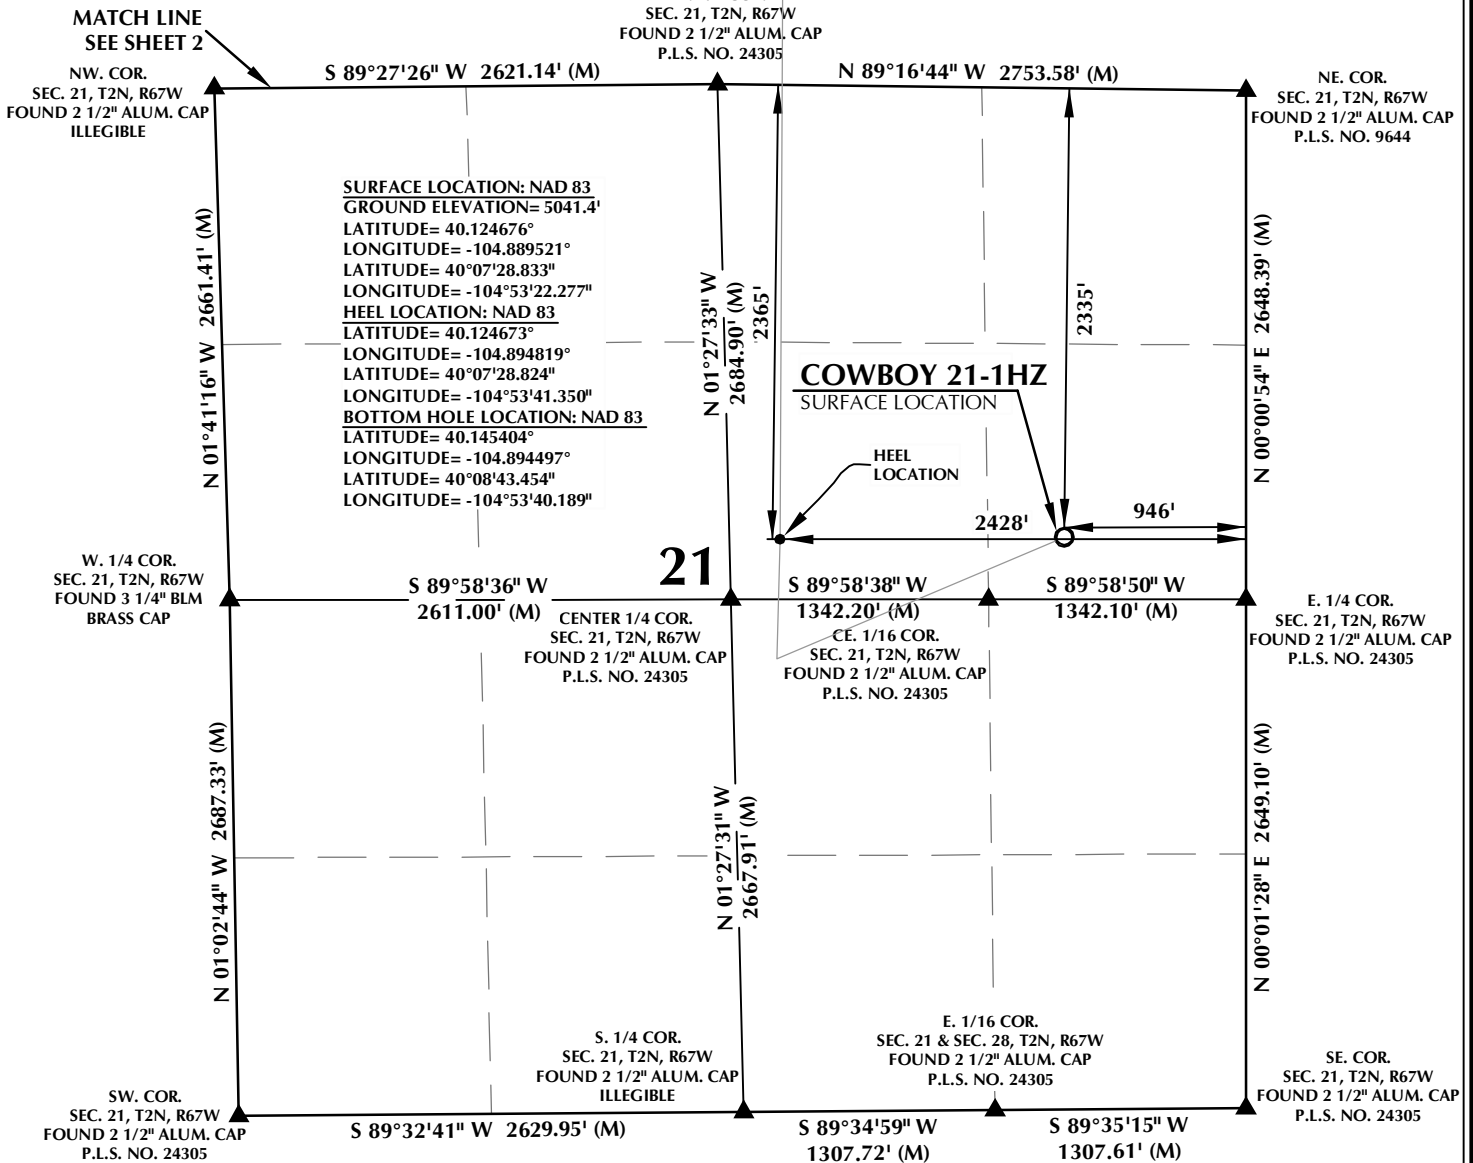 MATCH LINE
SEE SHEET 2
SEC. 21, T2N, R67W
FOUND 2 1/2" ALUM. CAP
P.L.S. NO. 24305
NW. COR.
SEC. 21, T2N, R67W
FOUND 2 1/2" ALUM. CAP
ILLEGIBLE
S 89°27'26" W 2621.14' (M)
N 89°16'44" W 2753.58' (M)
NE. COR.
SEC. 21, T2N, R67W
FOUND 2 1/2" ALUM. CAP
P.L.S. NO. 9644
SURFACE LOCATION: NAD 83
GROUND ELEVATION= 5041.4'
LATITUDE= 40.124676°
LONGITUDE= -104.889521°
LATITUDE= 40°07'28.833"
LONGITUDE= -104°53'22.277"
HEEL LOCATION: NAD 83
LATITUDE= 40.124673°
LONGITUDE= -104.894819°
LATITUDE= 40°07'28.824"
LONGITUDE= -104°53'41.350"
BOTTOM HOLE LOCATION: NAD 83
LATITUDE= 40.145404°
LONGITUDE= -104.894497°
LATITUDE= 40°08'43.454"
LONGITUDE= -104°53'40.189"
N 01°41'16" W 2661.41' (M)
N 01°27'33" W
2684.90' (M)
2365'
2335'
N 00°00'54" E 2648.39' (M)
COWBOY 21-1HZ
SURFACE LOCATION
HEEL
LOCATION
946'
2428'
21
W. 1/4 COR.
SEC. 21, T2N, R67W
FOUND 3 1/4" BLM
BRASS CAP
S 89°58'36" W
2611.00' (M)
S 89°58'38" W
1342.20' (M)
S 89°58'50" W
1342.10' (M)
CENTER 1/4 COR.
SEC. 21, T2N, R67W
FOUND 2 1/2" ALUM. CAP
P.L.S. NO. 24305
CE. 1/16 COR.
SEC. 21, T2N, R67W
FOUND 2 1/2" ALUM. CAP
P.L.S. NO. 24305
E. 1/4 COR.
SEC. 21, T2N, R67W
FOUND 2 1/2" ALUM. CAP
P.L.S. NO. 24305
N 01°02'44" W 2687.33' (M)
N 01°27'31" W
2667.91' (M)
N 00°01'28" E 2649.10' (M)
SW. COR.
SEC. 21, T2N, R67W
FOUND 2 1/2" ALUM. CAP
P.L.S. NO. 24305
S. 1/4 COR.
SEC. 21, T2N, R67W
FOUND 2 1/2" ALUM. CAP
ILLEGIBLE
E. 1/16 COR.
SEC. 21 & SEC. 28, T2N, R67W
FOUND 2 1/2" ALUM. CAP
P.L.S. NO. 24305
SE. COR.
SEC. 21, T2N, R67W
FOUND 2 1/2" ALUM. CAP
P.L.S. NO. 24305
S 89°32'41" W 2629.95' (M)
S 89°34'59" W
1307.72' (M)
S 89°35'15" W
1307.61' (M)